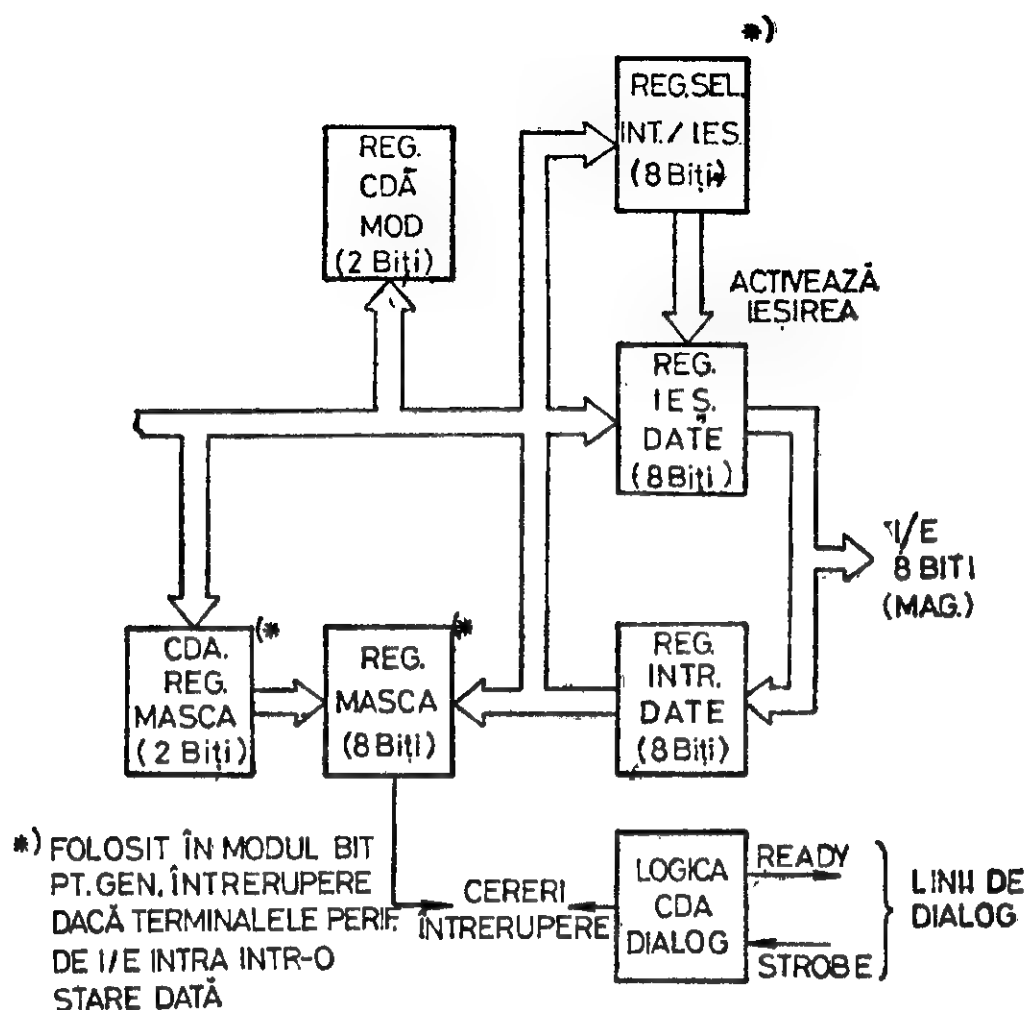 *)
REG. SEL.
INT./ IES.
(8 Biți)
REG.
CDĂ
MOD
(2 Biți)
ACTIVEAZĂ
IEȘIREA
REG.
IEȘ.
DATE
(8 Biți)
I/E
8 BITI
(MAG.)
CDA.
REG.
MASCA
(2 Biți)
(*
REG.
MASCA
(8 Biți)
(*
REG.
INTR.
DATE
(8 Biți)
*) FOLOSIT ÎN MODUL BIT
PT. GEN. ÎNTRERUPERE
DACĂ TERMINALELE PERIF.
DE I/E INTRA INTR-O
STARE DATĂ
CERERI
ÎNTRERUPERE
LOGICA
CDA
DIALOG
READY
STROBE
LINII DE
DIALOG